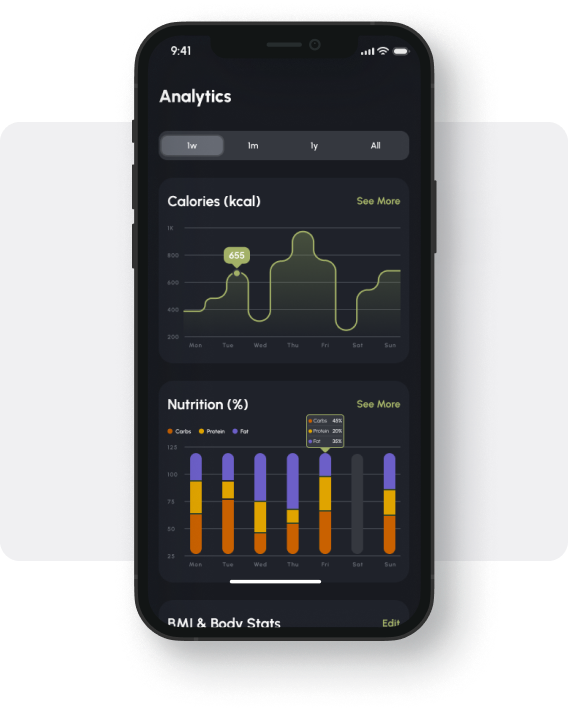 9:41
Analytics
1w 1m 1y All
Calories (kcal) See More
1K
655
800
600
400
200
Mon Tue Wed Thu Fri Sat Sun
Nutrition (%) See More
Carbs 45%
Protein 20%
Fat 35%
Carbs Protein Fat
125
100
75
50
25
Mon Tue Wed Thu Fri Sat Sun
BMI & Body Stats Edit